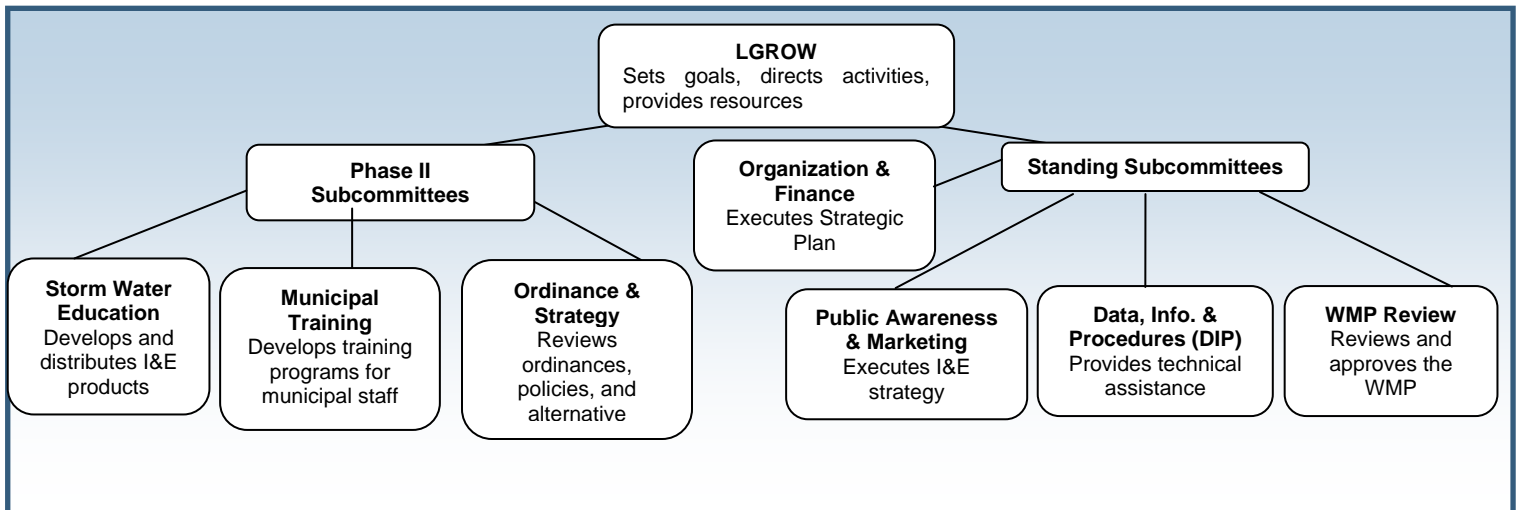 LGROW
Sets goals, directs activities,
provides resources
Phase II
Subcommittees
Organization &
Finance
Executes Strategic
Plan
Standing Subcommittees
Storm Water
Education
Develops and
distributes I&E
products
Municipal
Training
Develops training
programs for
municipal staff
Ordinance &
Strategy
Reviews
ordinances,
policies, and
alternative
Public Awareness
& Marketing
Executes I&E
strategy
Data, Info. &
Procedures (DIP)
Provides technical
assistance
WMP Review
Reviews and
approves the
WMP